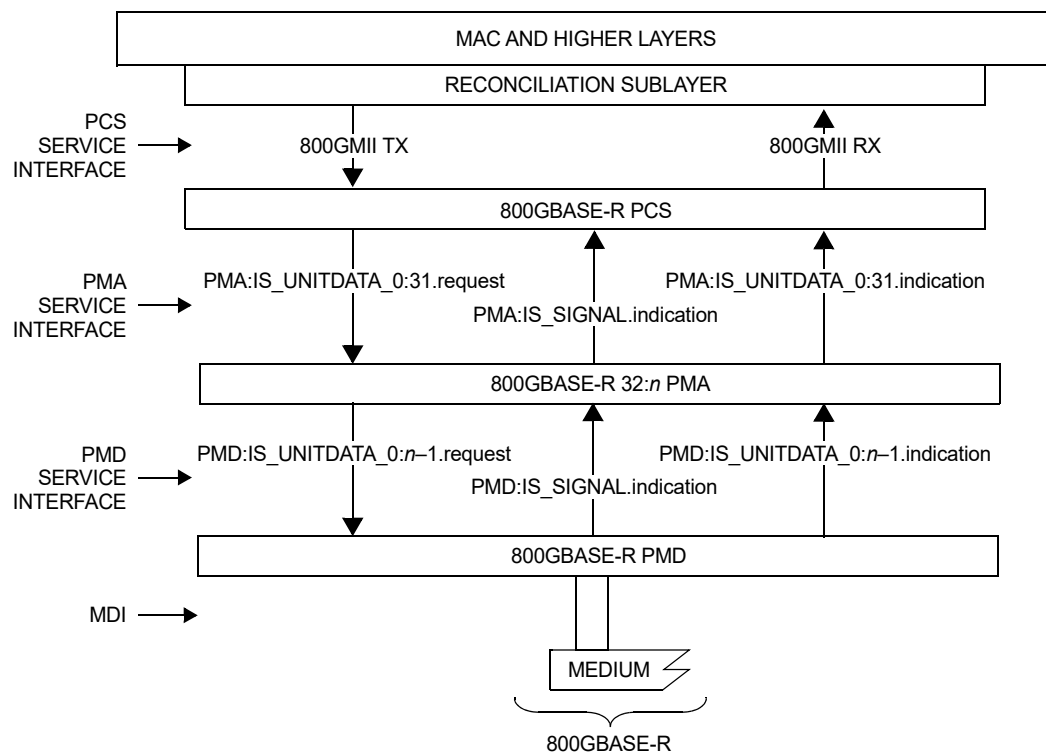 MAC AND HIGHER LAYERS
RECONCILIATION SUBLAYER
PCS
SERVICE
INTERFACE
800GMII TX
800GMII RX
800GBASE-R PCS
PMA
SERVICE
INTERFACE
PMA:IS_UNITDATA_0:31.request
PMA:IS_UNITDATA_0:31.indication
PMA:IS_SIGNAL.indication
800GBASE-R 32:n PMA
PMD
SERVICE
INTERFACE
PMD:IS_UNITDATA_0:n–1.request
PMD:IS_UNITDATA_0:n–1.indication
PMD:IS_SIGNAL.indication
800GBASE-R PMD
MDI
MEDIUM
800GBASE-R